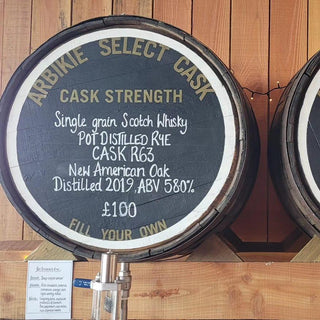 ARBIKIE SELECT CASK
CASK STRENGTH
Single grain Scotch Whisky
POT DISTILLED RYE
CASK R63
New American Oak
Distilled 2019, ABV 58.0%
£100
FILL YOUR OWN